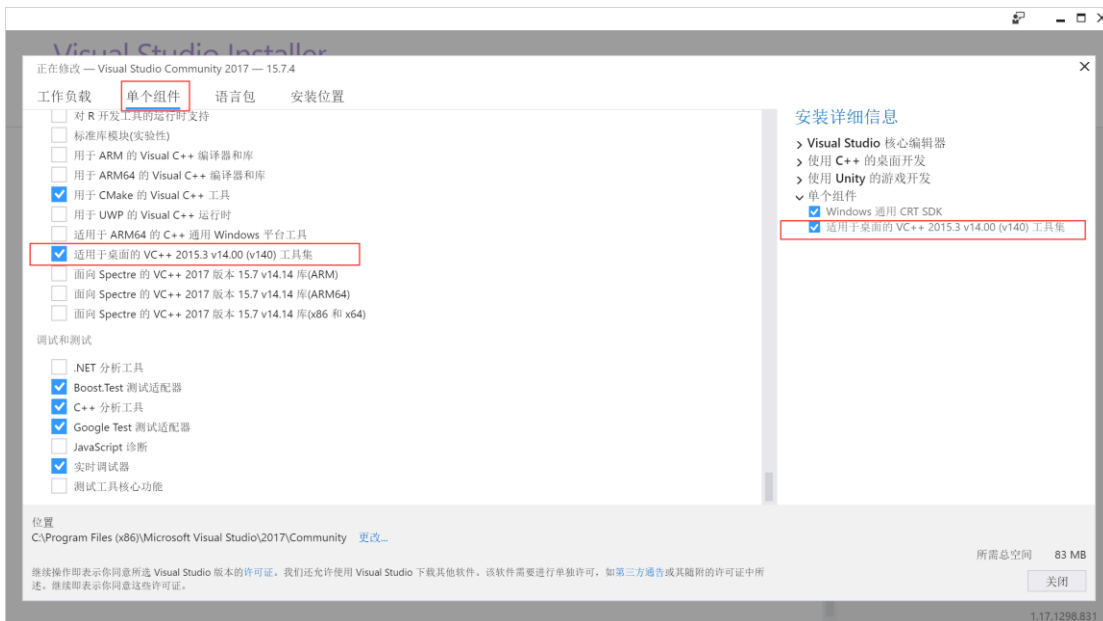 Visual Studio Installer
正在修改 — Visual Studio Community 2017 — 15.7.4
工作负载 单个组件 语言包 安装位置
对 R 开发工具的运行时支持
标准库模块(实验性)
用于 ARM 的 Visual C++ 编译器和库
用于 ARM64 的 Visual C++ 编译器和库
用于 CMake 的 Visual C++ 工具
用于 UWP 的 Visual C++ 运行时
适用于 ARM64 的 C++ 通用 Windows 平台工具
适用于桌面的 VC++ 2015.3 v14.00 (v140) 工具集
面向 Spectre 的 VC++ 2017 版本 15.7 v14.14 库(ARM)
面向 Spectre 的 VC++ 2017 版本 15.7 v14.14 库(ARM64)
面向 Spectre 的 VC++ 2017 版本 15.7 v14.14 库(x86 和 x64)
调试和测试
.NET 分析工具
Boost.Test 测试适配器
C++ 分析工具
Google Test 测试适配器
JavaScript 诊断
实时调试器
测试工具核心功能
安装详细信息
Visual Studio 核心编辑器
使用 C++ 的桌面开发
使用 Unity 的游戏开发
单个组件
Windows 通用 CRT SDK
适用于桌面的 VC++ 2015.3 v14.00 (v140) 工具集
位置
C:\Program Files (x86)\Microsoft Visual Studio\2017\Community 更改...
所需总空间 83 MB
继续操作即表示你同意所选 Visual Studio 版本的许可证。我们还允许使用 Visual Studio 下载其他软件。该软件需要进行单独许可，如第三方通告或其随附的许可证中所
述。继续即表示你同意这些许可证。
关闭
1.17.1298.831